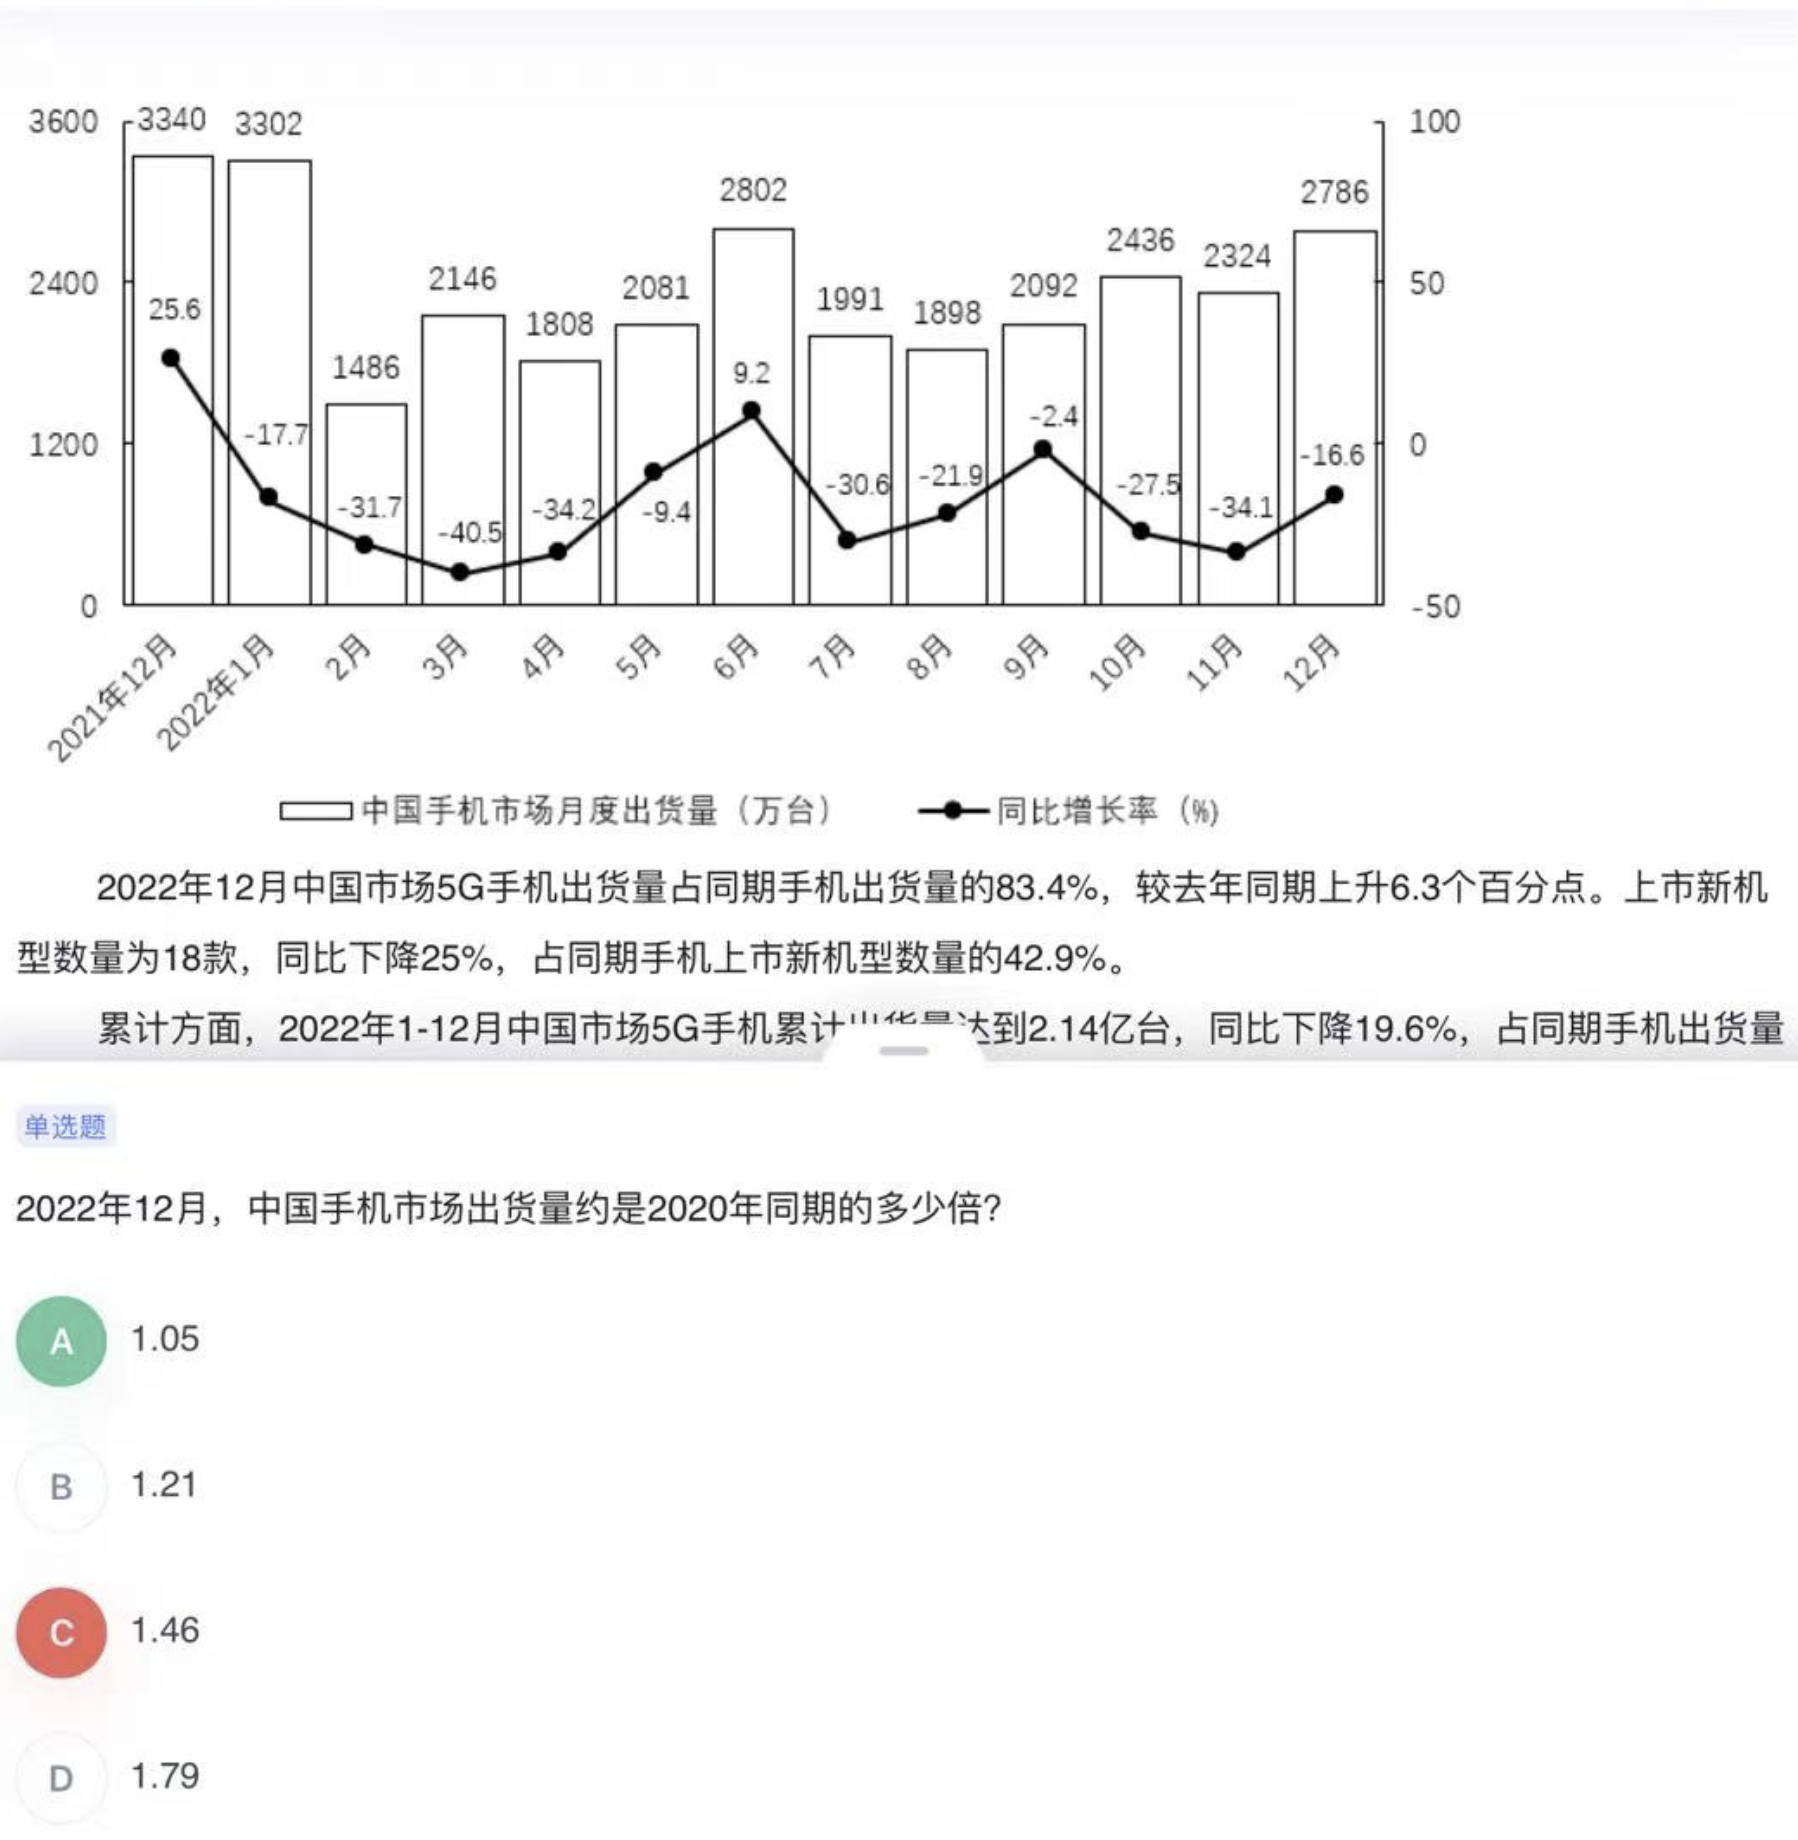 3600
2400
1200
0
100
50
0
-50
3340
3302
1486
2146
1808
2081
2802
1991
1898
2092
2436
2324
2786
25.6
-17.7
-31.7
-40.5
-34.2
-9.4
9.2
-30.6
-21.9
-2.4
-27.5
-34.1
-16.6
2021年12月
2022年1月
2月
3月
4月
5月
6月
7月
8月
9月
10月
11月
12月
中国手机市场月度出货量（万台）
同比增长率（%)
2022年12月中国市场5G手机出货量占同期手机出货量的83.4%，较去年同期上升6.3个百分点。上市新机
型数量为18款，同比下降25%，占同期手机上市新机型数量的42.9%。
累计方面，2022年1-12月中国市场5G手机累计出货量达到2.14亿台，同比下降19.6%，占同期手机出货量
单选题
2022年12月，中国手机市场出货量约是2020年同期的多少倍？
A 1.05
B 1.21
C 1.46
D 1.79